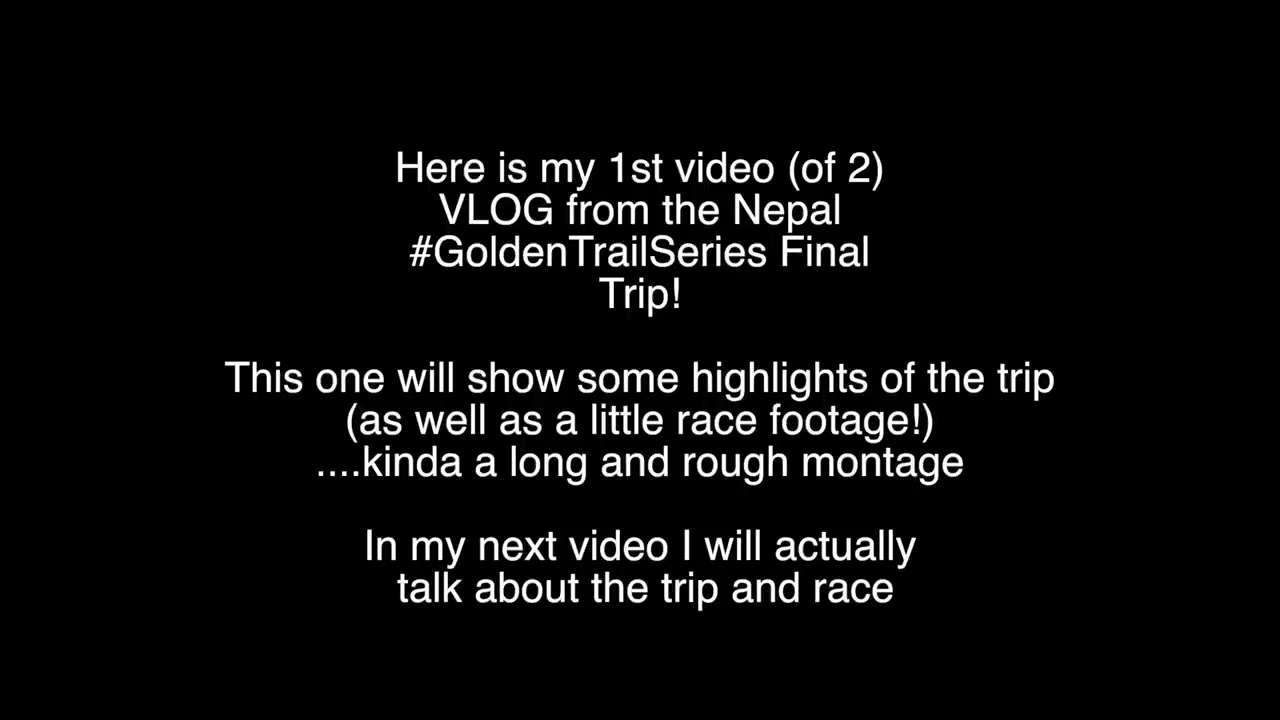 Here is my 1st video (of 2)
VLOG from the Nepal
#GoldenTrailSeries Final
Trip!
This one will show some highlights of the trip
(as well as a little race footage!)
....kinda a long and rough montage
In my next video I will actually
talk about the trip and race